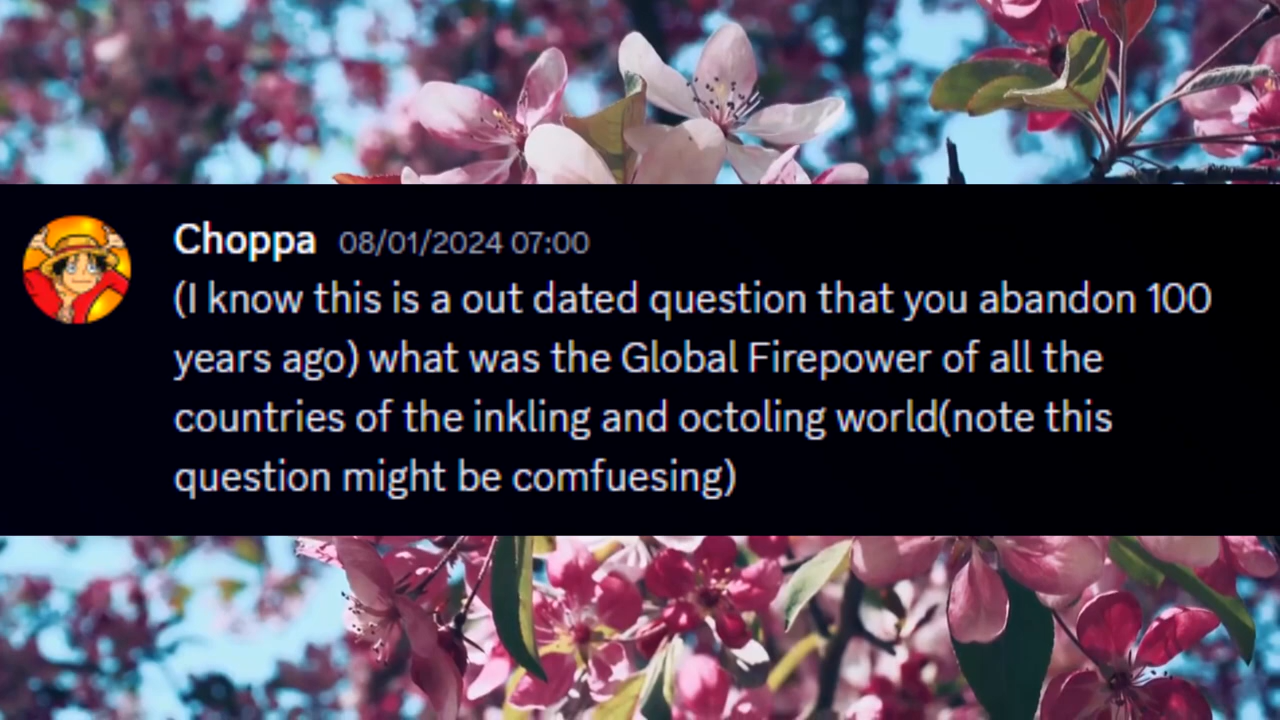 Choppa 08/01/2024 07:00
(I know this is a out dated question that you abandon 100
years ago) what was the Global Firepower of all the
countries of the inkling and octoling world(note this
question might be comfuesing)